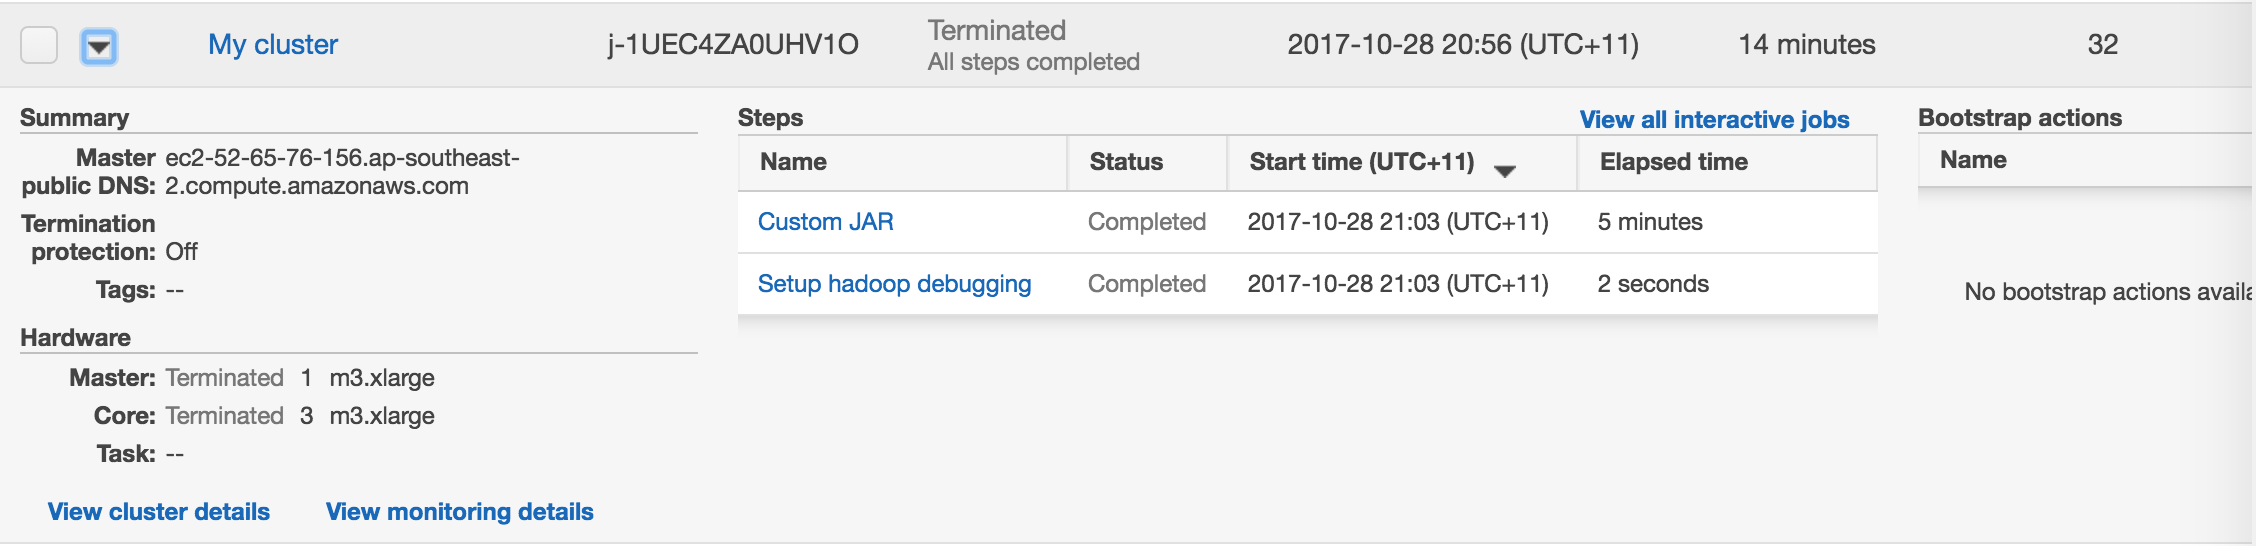 My cluster j-1UEC4ZA0UHV1O Terminated 2017-10-28 20:56 (UTC+11) 14 minutes 32
All steps completed
Summary
Master public DNS: ec2-52-65-76-156.ap-southeast-
2.compute.amazonaws.com
Termination
protection: Off
Tags: --
Hardware
Master: Terminated 1 m3.xlarge
Core: Terminated 3 m3.xlarge
Task: --
View cluster details View monitoring details
Steps View all interactive jobs
Name Status Start time (UTC+11) Elapsed time
Custom JAR Completed 2017-10-28 21:03 (UTC+11) 5 minutes
Setup hadoop debugging Completed 2017-10-28 21:03 (UTC+11) 2 seconds
Bootstrap actions
Name
No bootstrap actions availa